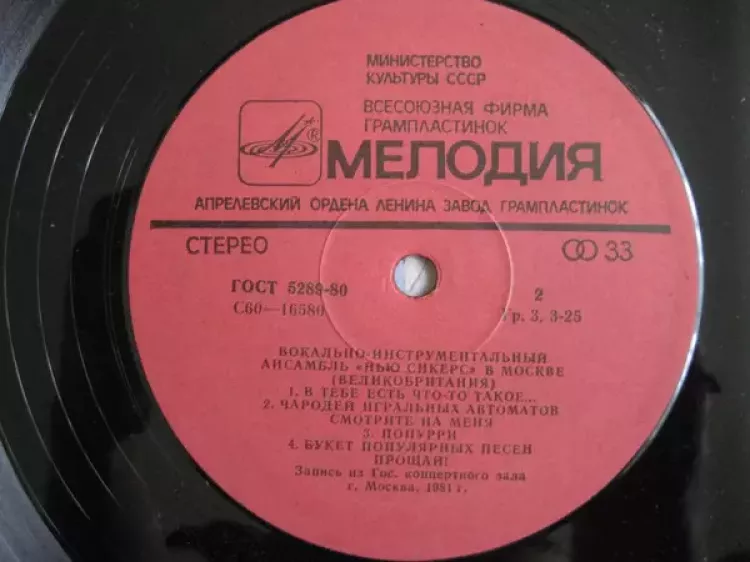 МИНИСТЕРСТВО
КУЛЬТУРЫ СССР
ВСЕСОЮЗНАЯ ФИРМА
ГРАМПЛАСТИНОК
®
МЕЛОДИЯ
АПРЕЛЕВСКИЙ ОРДЕНА ЛЕНИНА ЗАВОД ГРАМПЛАСТИНОК
СТЕРЕО 33
ГОСТ 5289-80 2
С60—16580 Гр. 3, 3-25
ВОКАЛЬНО-ИНСТРУМЕНТАЛЬНЫЙ
АНСАМБЛЬ «НЬЮ СИКЕРС» В МОСКВЕ
(ВЕЛИКОБРИТАНИЯ)
1. В ТЕБЕ ЕСТЬ ЧТО-ТО ТАКОЕ...
2. ЧАРОДЕЙ ИГРАЛЬНЫХ АВТОМАТОВ
СМОТРИТЕ НА МЕНЯ
3. ПОПУРРИ
4. БУКЕТ ПОПУЛЯРНЫХ ПЕСЕН
ПРОЩАЙ!
Запись из Гос. концертного зала
г. Москва, 1981 г.